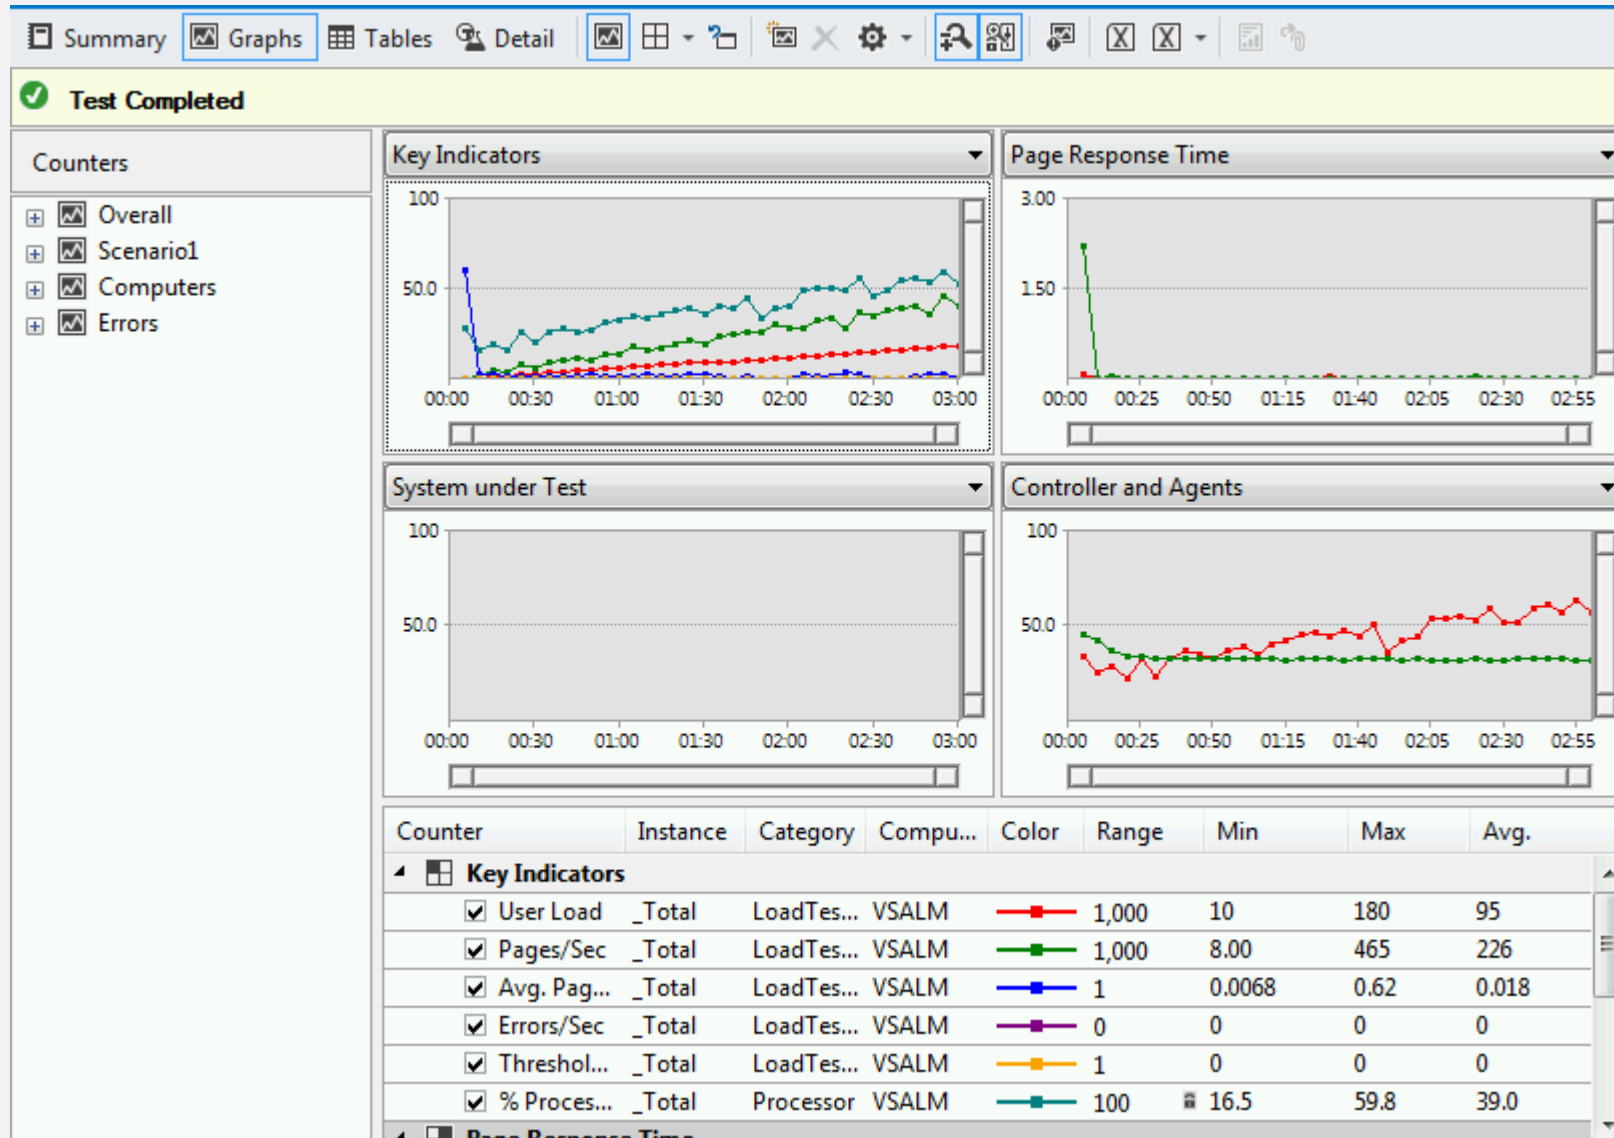 Summary Graphs Tables Detail
Test Completed
Counters
Overall
Scenario1
Computers
Errors
Key Indicators
100
50.0
00:00 00:30 01:00 01:30 02:00 02:30 03:00
Page Response Time
3.00
1.50
00:00 00:25 00:50 01:15 01:40 02:05 02:30 02:55
System under Test
100
50.0
00:00 00:30 01:00 01:30 02:00 02:30 03:00
Controller and Agents
100
50.0
00:00 00:25 00:50 01:15 01:40 02:05 02:30 02:55
Counter Instance Category Compu... Color Range Min Max Avg.
Key Indicators
User Load _Total LoadTes... VSALM 1,000 10 180 95
Pages/Sec _Total LoadTes... VSALM 1,000 8.00 465 226
Avg. Pag... _Total LoadTes... VSALM 1 0.0068 0.62 0.018
Errors/Sec _Total LoadTes... VSALM 0 0 0 0
Threshol... _Total LoadTes... VSALM 1 0 0 0
% Proces... _Total Processor VSALM 100 16.5 59.8 39.0
Page Response Time